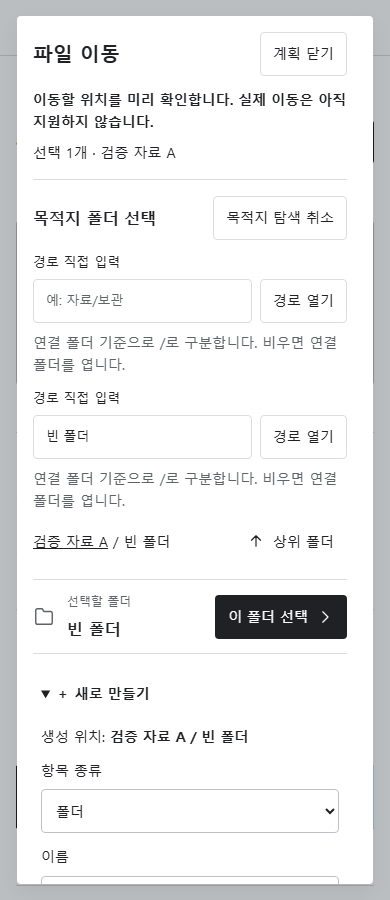 파일 이동
계획 닫기
이동할 위치를 미리 확인합니다. 실제 이동은 아직
지원하지 않습니다.
선택 1개 · 검증 자료 A
목적지 폴더 선택
목적지 탐색 취소
경로 직접 입력
예: 자료/보관
경로 열기
연결 폴더 기준으로 /로 구분합니다. 비우면 연결
폴더를 엽니다.
경로 직접 입력
빈 폴더
경로 열기
연결 폴더 기준으로 /로 구분합니다. 비우면 연결
폴더를 엽니다.
검증 자료 A / 빈 폴더
↑ 상위 폴더
선택할 폴더
빈 폴더
이 폴더 선택
▼ + 새로 만들기
생성 위치: 검증 자료 A / 빈 폴더
항목 종류
폴더
이름